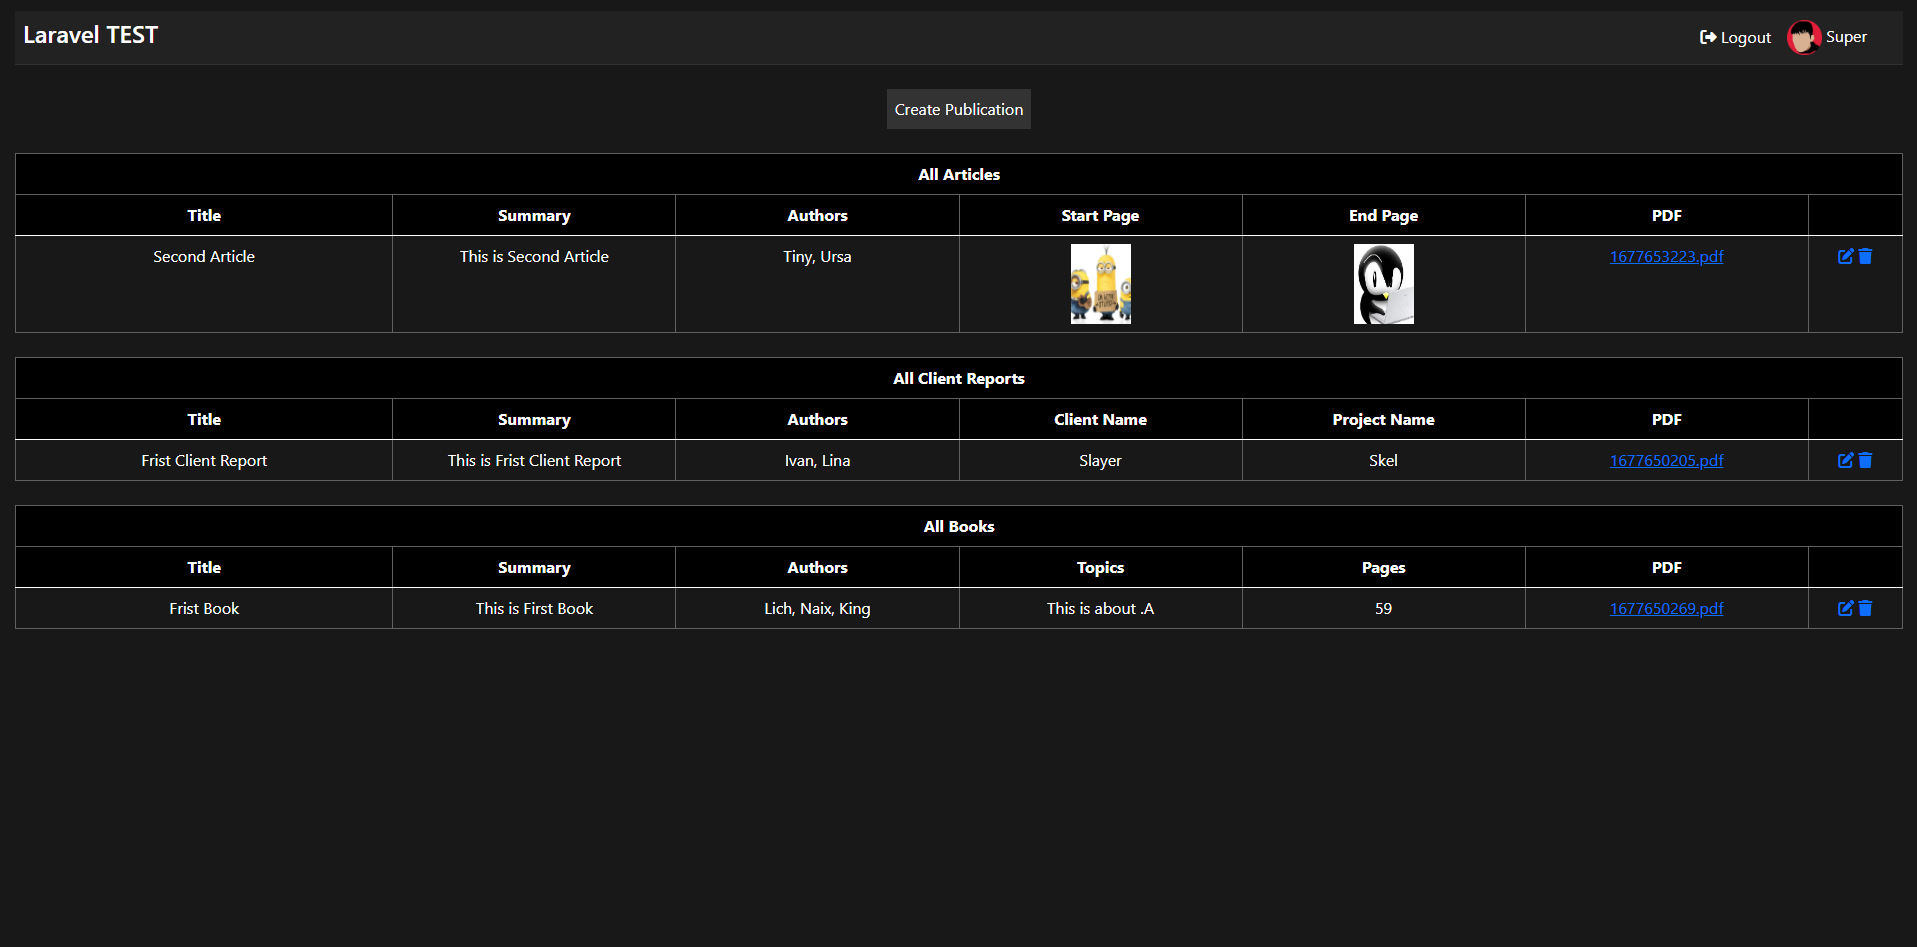 Laravel TEST
Logout Super
Create Publication
All Articles
Title Summary Authors Start Page End Page PDF
Second Article This is Second Article Tiny, Ursa 1677653223.pdf
All Client Reports
Title Summary Authors Client Name Project Name PDF
Frist Client Report This is Frist Client Report Ivan, Lina Slayer Skel 1677650205.pdf
All Books
Title Summary Authors Topics Pages PDF
Frist Book This is First Book Lich, Naix, King This is about .A 59 1677650269.pdf